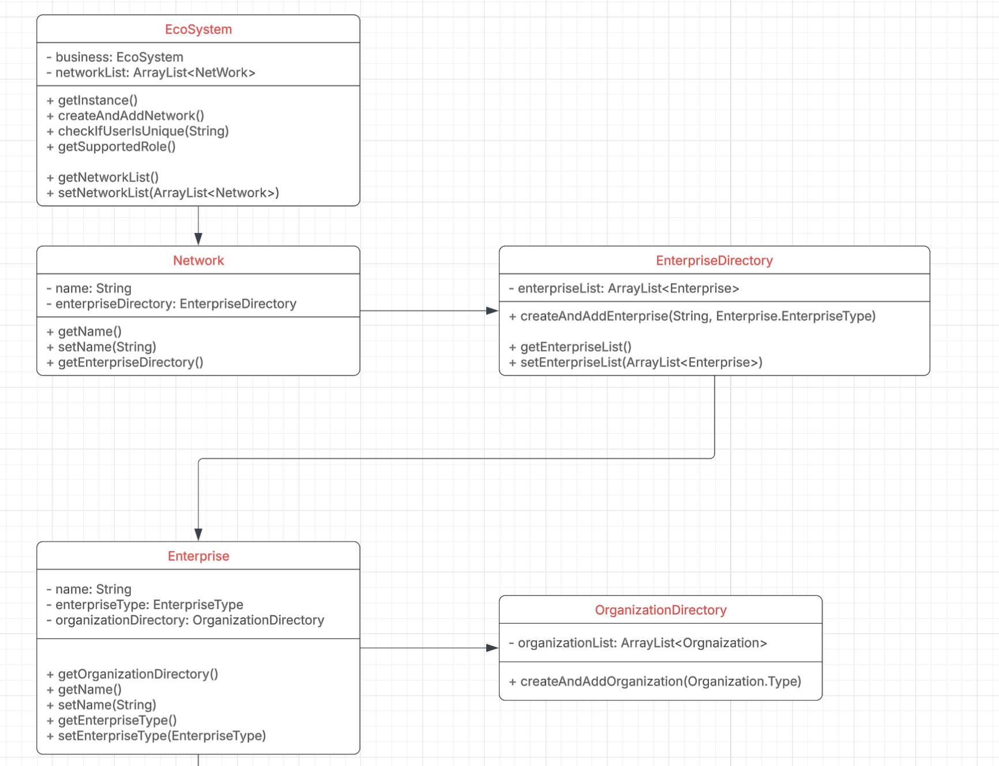 EcoSystem
- business: EcoSystem
- networkList: ArrayList<NetWork>
+ getInstance()
+ createAndAddNetwork()
+ checkIfUserIsUnique(String)
+ getSupportedRole()
+ getNetworkList()
+ setNetworkList(ArrayList<Network>)
Network
- name: String
- enterpriseDirectory: EnterpriseDirectory
+ getName()
+ setName(String)
+ getEnterpriseDirectory()
EnterpriseDirectory
- enterpriseList: ArrayList<Enterprise>
+ createAndAddEnterprise(String, Enterprise.EnterpriseType)
+ getEnterpriseList()
+ setEnterpriseList(ArrayList<Enterprise>)
Enterprise
- name: String
- enterpriseType: EnterpriseType
- organizationDirectory: OrganizationDirectory
+ getOrganizationDirectory()
+ getName()
+ setName(String)
+ getEnterpriseType()
+ setEnterpriseType(EnterpriseType)
OrganizationDirectory
- organizationList: ArrayList<Orgnaization>
+ createAndAddOrganization(Organization.Type)